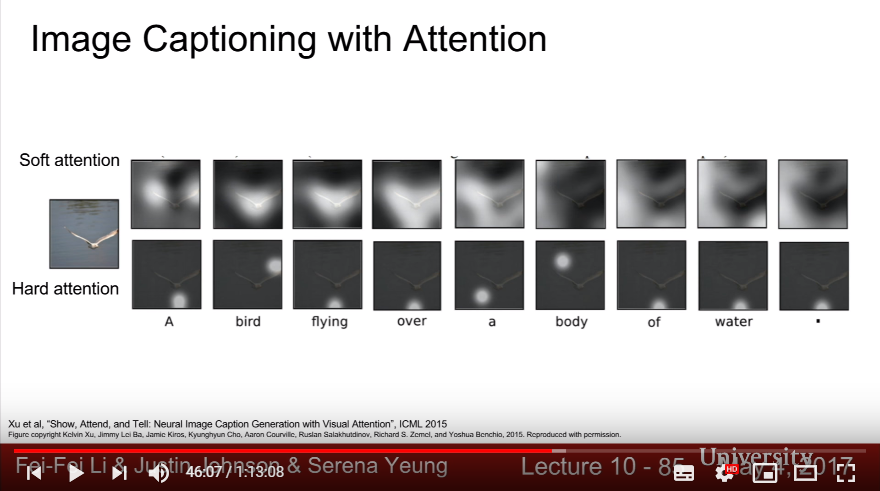 Image Captioning with Attention
Soft attention
Hard attention
A bird flying over a body of water .
Xu et al, "Show, Attend, and Tell: Neural Image Caption Generation with Visual Attention", ICML 2015
Figure copyright Kelvin Xu, Jimmy Lei Ba, Jamie Kiros, Kyunghyun Cho, Aaron Courville, Ruslan Salakhutdinov, Richard S. Zemel, and Yoshua Benchio, 2015. Reproduced with permission.
University
Fei-Fei Li & Justin Johnson & Serena Yeung Lecture 10 - 85 May 4, 2017
46:07 / 1:13:08
HD